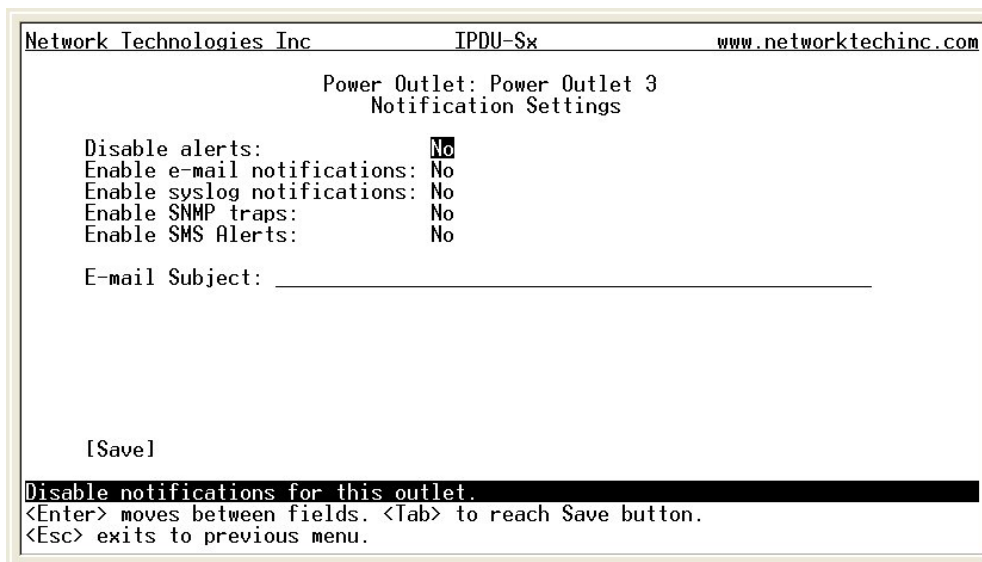 Network Technologies Inc IPDU-Sx www.networktechinc.com
Power Outlet: Power Outlet 3
Notification Settings
Disable alerts: No
Enable e-mail notifications: No
Enable syslog notifications: No
Enable SNMP traps: No
Enable SMS Alerts: No
E-mail Subject: 
[Save]
Disable notifications for this outlet.
<Enter> moves between fields. <Tab> to reach Save button.
<Esc> exits to previous menu.